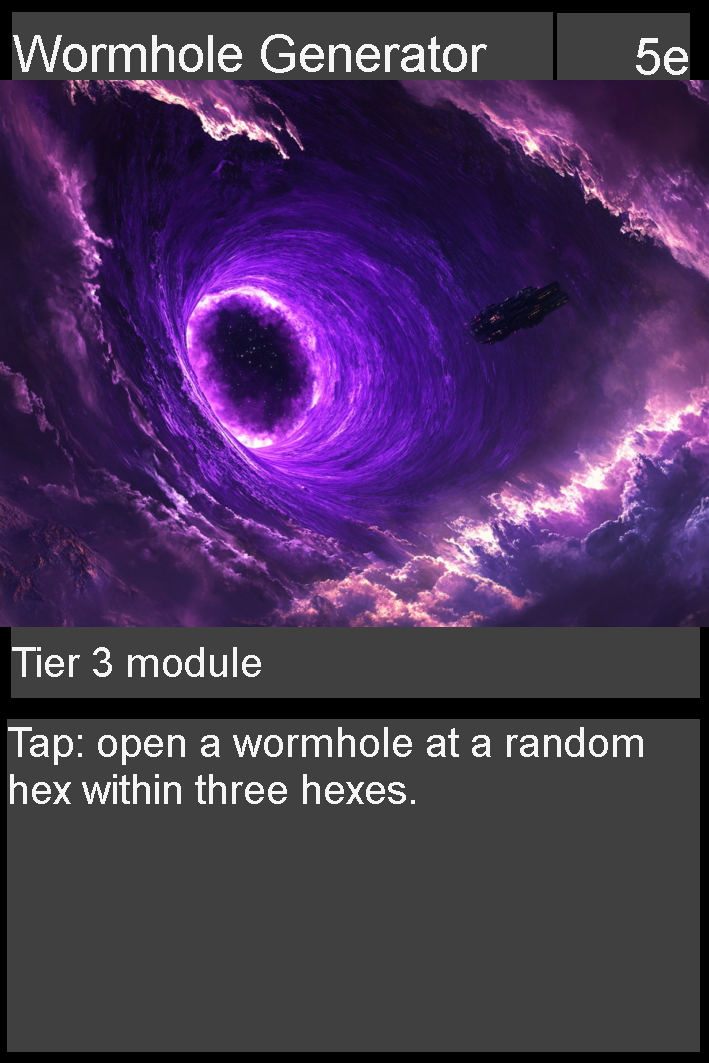 Wormhole Generator 5e
Tier 3 module
Tap: open a wormhole at a random
hex within three hexes.